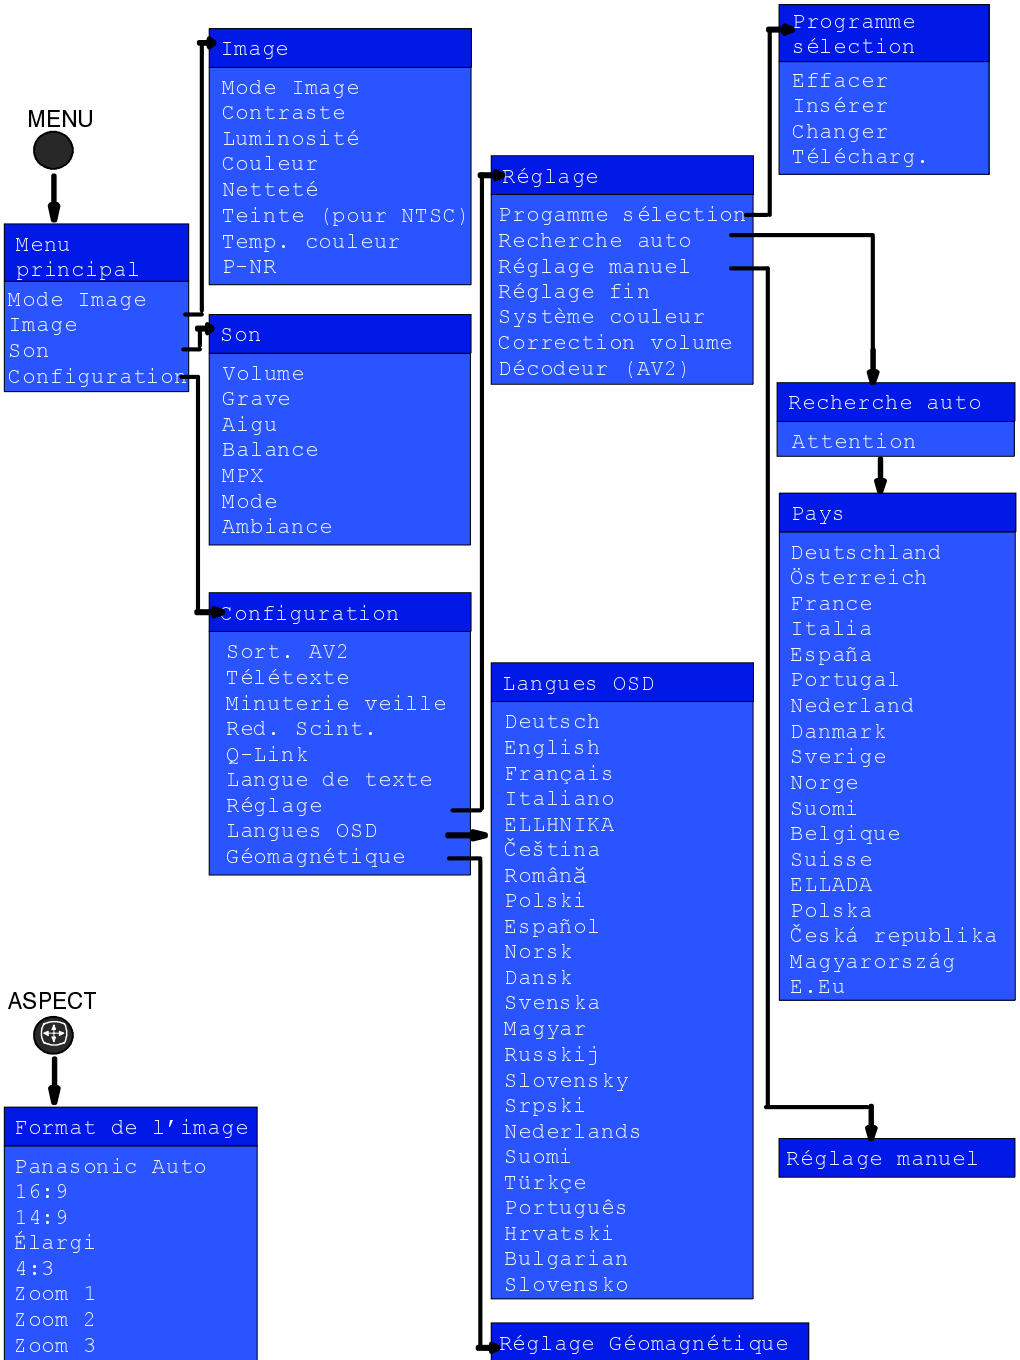 MENU
Menu
principal
Mode Image
Image
Son
Configuration
Image
Mode Image
Contraste
Luminosité
Couleur
Netteté
Teinte (pour NTSC)
Temp. couleur
P-NR
Son
Volume
Grave
Aigu
Balance
MPX
Mode
Ambiance
Configuration
Sort. AV2
Télétexte
Minuterie veille
Red. Scint.
Q-Link
Langue de texte
Réglage
Langues OSD
Géomagnétique
Réglage
Progamme sélection
Recherche auto
Réglage manuel
Réglage fin
Système couleur
Correction volume
Décodeur (AV2)
Programme
sélection
Effacer
Insérer
Changer
Télécharg.
Recherche auto
Attention
Pays
Deutschland
Österreich
France
Italia
España
Portugal
Nederland
Danmark
Sverige
Norge
Suomi
Belgique
Suisse
ELLADA
Polska
Česká republika
Magyarország
E.Eu
Langues OSD
Deutsch
English
Français
Italiano
ELLHNIKA
Čeština
Română
Polski
Español
Norsk
Dansk
Svenska
Magyar
Russkij
Slovensky
Srpski
Nederlands
Suomi
Türkçe
Português
Hrvatski
Bulgarian
Slovensko
Réglage manuel
Réglage Géomagnétique
ASPECT
Format de l'image
Panasonic Auto
16:9
14:9
Élargi
4:3
Zoom 1
Zoom 2
Zoom 3